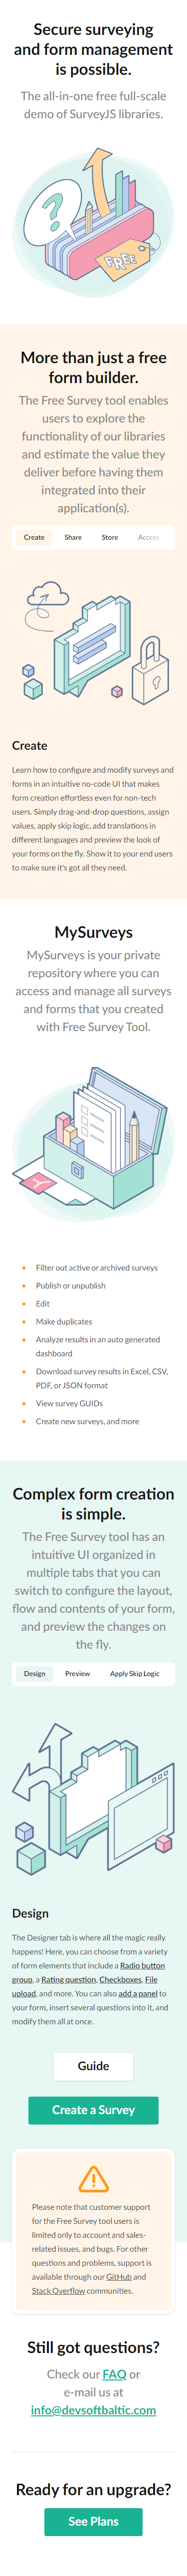 Secure surveying
and form management
is possible.
The all-in-one free full-scale
demo of SurveyJS libraries.
?
FREE
More than just a free
form builder.
The Free Survey tool enables
users to explore the
functionality of our libraries
and estimate the value they
deliver before having them
integrated into their
application(s).
Create Share Store Access
Create
Learn how to configure and modify surveys and
forms in an intuitive no-code UI that makes
form creation effortless even for non-tech
users. Simply drag-and-drop questions, assign
values, apply skip logic, add translations in
different languages and preview the look of
your forms on the fly. Show it to your end users
to make sure it's got all they need.
MySurveys
MySurveys is your private
repository where you can
access and manage all surveys
and forms that you created
with Free Survey Tool.
Filter out active or archived surveys
Publish or unpublish
Edit
Make duplicates
Analyze results in an auto generated
dashboard
Download survey results in Excel, CSV,
PDF, or JSON format
View survey GUIDs
Create new surveys, and more
Complex form creation
is simple.
The Free Survey tool has an
intuitive UI organized in
multiple tabs that you can
switch to configure the layout,
flow and contents of your form,
and preview the changes on
the fly.
Design Preview Apply Skip Logic
Design
The Designer tab is where all the magic really
happens! Here, you can choose from a variety
of form elements that include a Radio button
group, a Rating question, Checkboxes, File
upload, and more. You can also add a panel to
your form, insert several questions into it, and
modify them all at once.
Guide
Create a Survey
Please note that customer support
for the Free Survey tool users is
limited only to account and sales-
related issues, and bugs. For other
questions and problems, support is
available through our GitHub and
Stack Overflow communities.
Still got questions?
Check our FAQ or
e-mail us at
info@devsoftbaltic.com
Ready for an upgrade?
See Plans